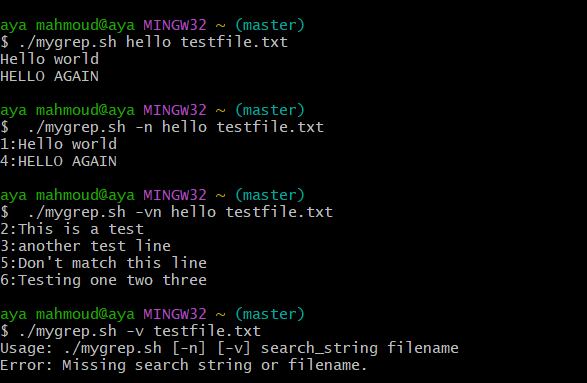 aya mahmoud@aya MINGW32 ~ (master)
$ ./mygrep.sh hello testfile.txt
Hello world
HELLO AGAIN
aya mahmoud@aya MINGW32 ~ (master)
$  ./mygrep.sh -n hello testfile.txt
1:Hello world
4:HELLO AGAIN
aya mahmoud@aya MINGW32 ~ (master)
$  ./mygrep.sh -vn hello testfile.txt
2:This is a test
3:another test line
5:Don't match this line
6:Testing one two three
aya mahmoud@aya MINGW32 ~ (master)
$ ./mygrep.sh -v testfile.txt
Usage: ./mygrep.sh [-n] [-v] search_string filename
Error: Missing search string or filename.